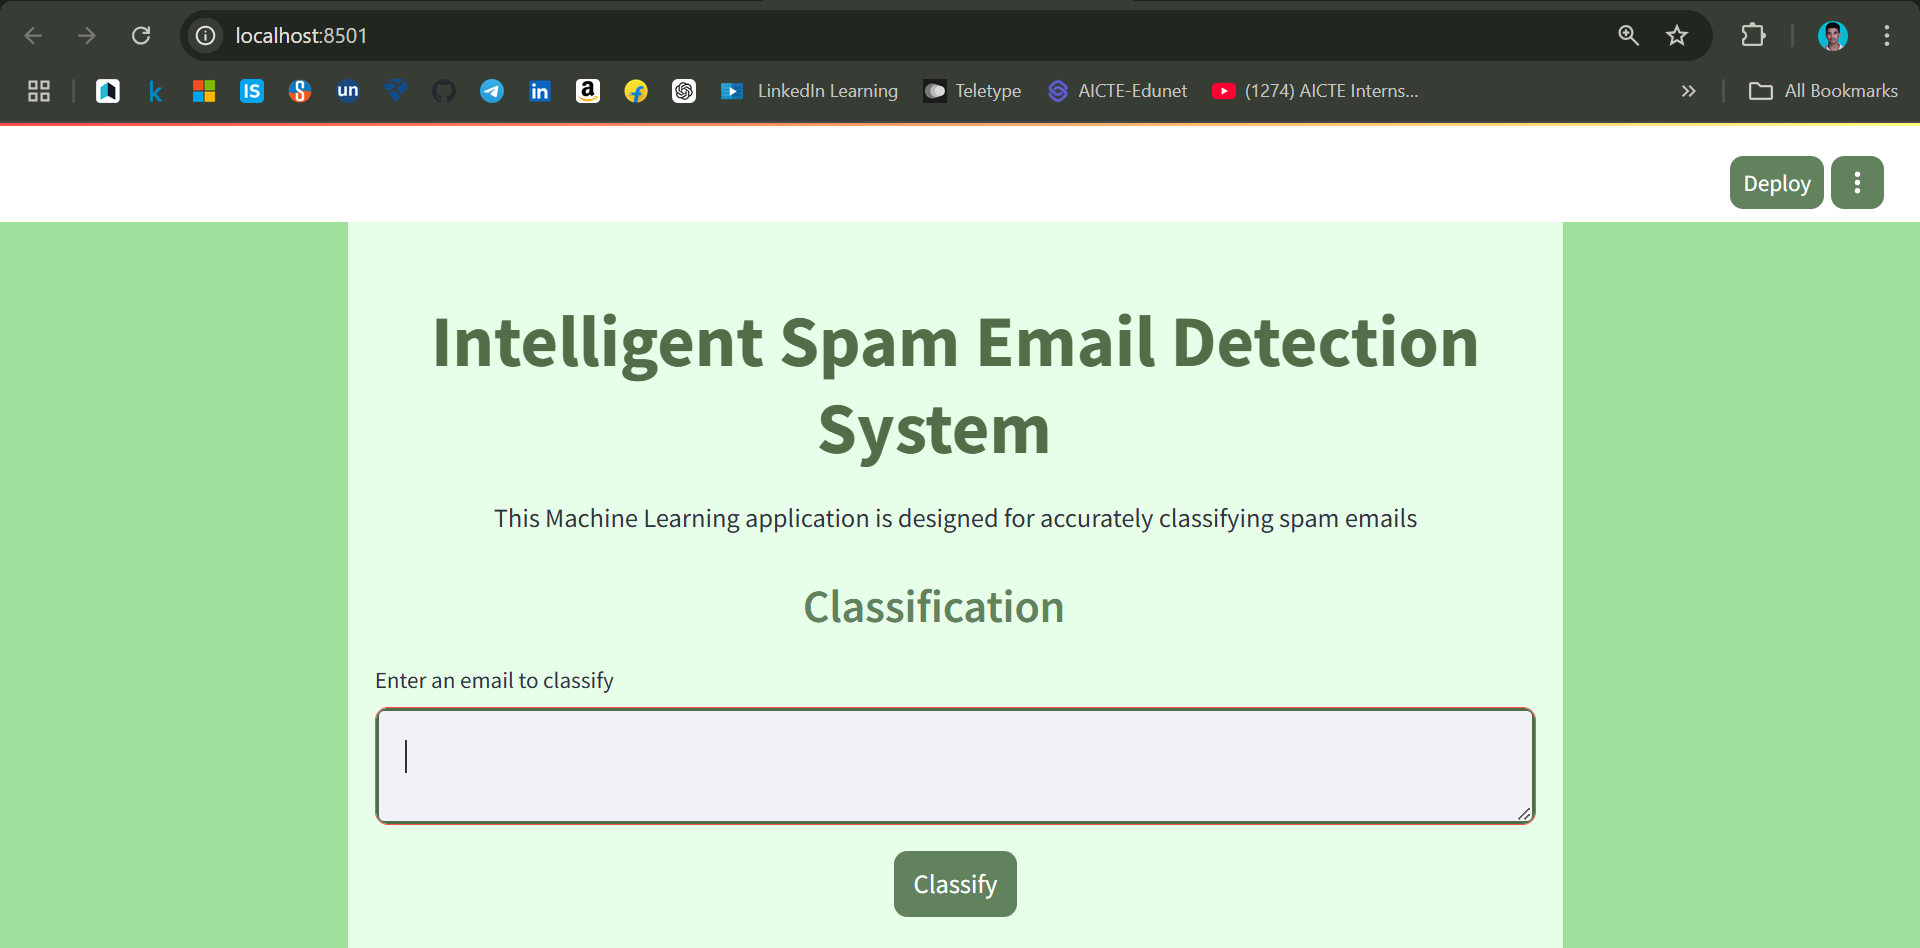 localhost:8501
k IS S un in a f LinkedIn Learning Teletype AICTE-Edunet (1274) AICTE Interns... » All Bookmarks
Deploy
Intelligent Spam Email Detection
System
This Machine Learning application is designed for accurately classifying spam emails
Classification
Enter an email to classify
Classify